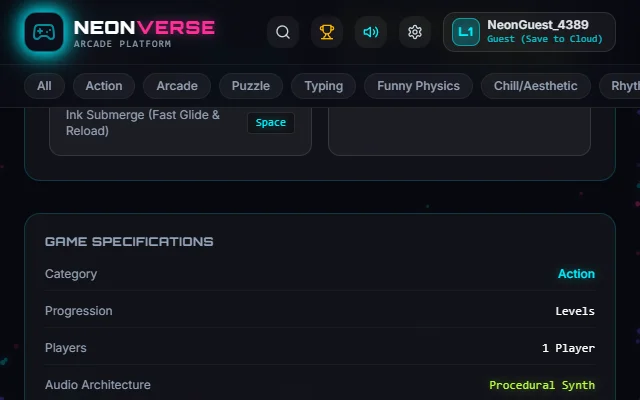 NEONVERSE
ARCADE PLATFORM
L1
NeonGuest_4389
Guest (Save to Cloud)
All
Action
Arcade
Puzzle
Typing
Funny Physics
Chill/Aesthetic
Ink Submerge (Fast Glide &
Reload)
Space
GAME SPECIFICATIONS
Category
Action
Progression
Levels
Players
1 Player
Audio Architecture
Procedural Synth